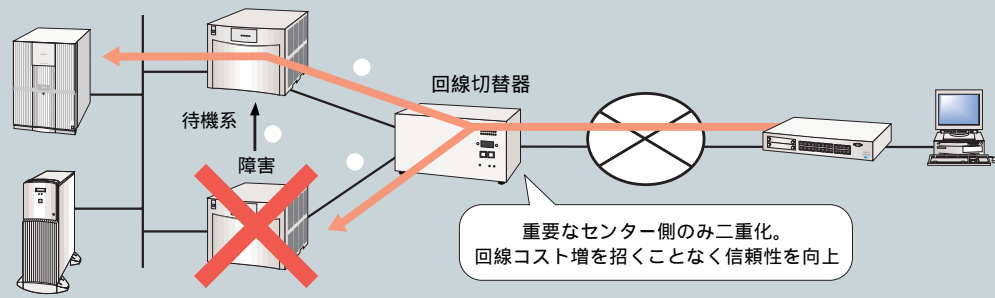 回線切替器
待機系
障害
重要なセンター側のみ二重化。
回線コスト増を招くことなく信頼性を向上